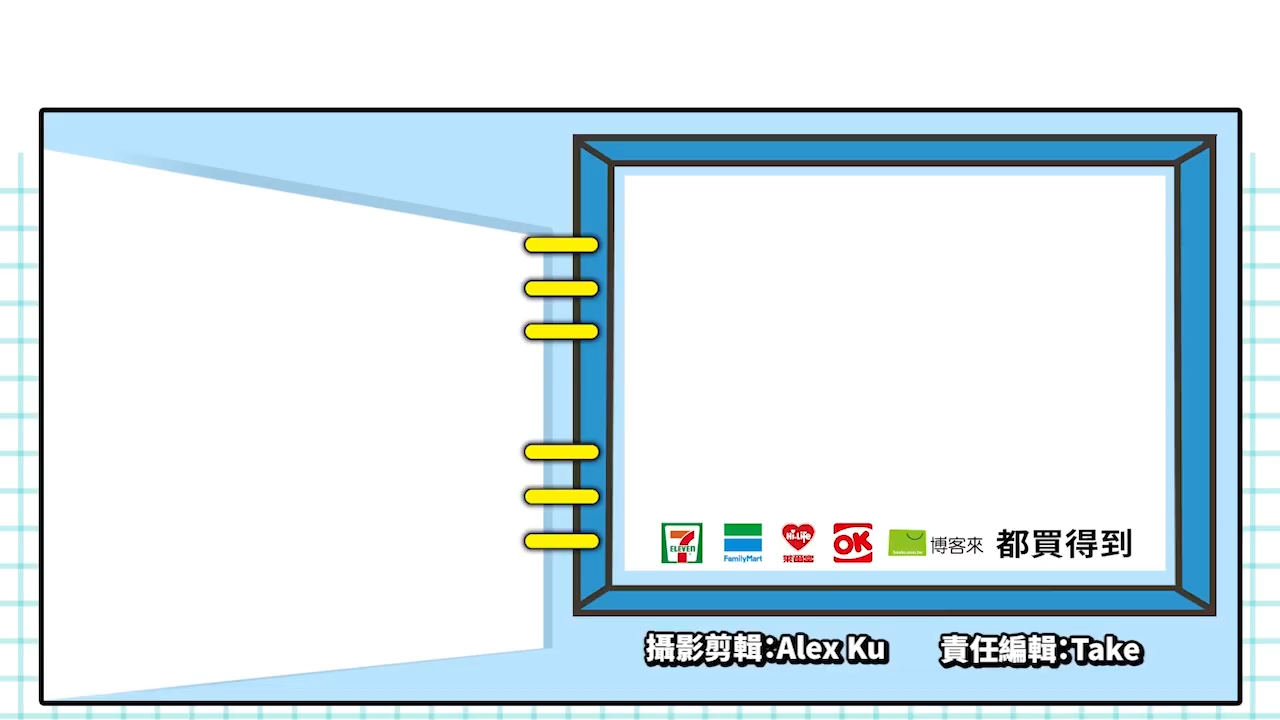 7
ELEVEN
FamilyMart
Hi-Life
萊爾富
OK
博客來
都買得到
攝影剪輯:Alex Ku
責任編輯:Take